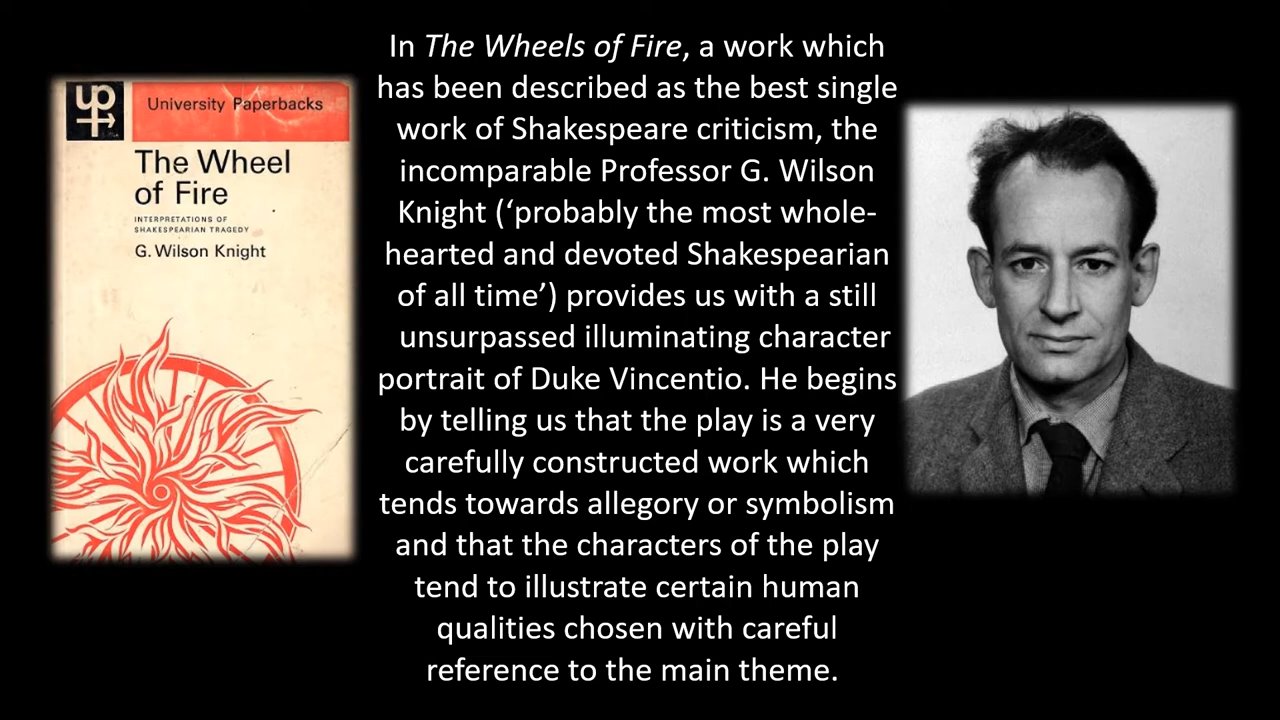 up
University Paperbacks
The Wheel
of Fire
INTERPRETATIONS OF
SHAKESPERIAN TRAGEDY
G. Wilson Knight
In The Wheels of Fire, a work which
has been described as the best single
work of Shakespeare criticism, the
incomparable Professor G. Wilson
Knight (‘probably the most whole-
hearted and devoted Shakespearian
of all time’) provides us with a still
unsurpassed illuminating character
portrait of Duke Vincentio. He begins
by telling us that the play is a very
carefully constructed work which
tends towards allegory or symbolism
and that the characters of the play
tend to illustrate certain human
qualities chosen with careful
reference to the main theme.